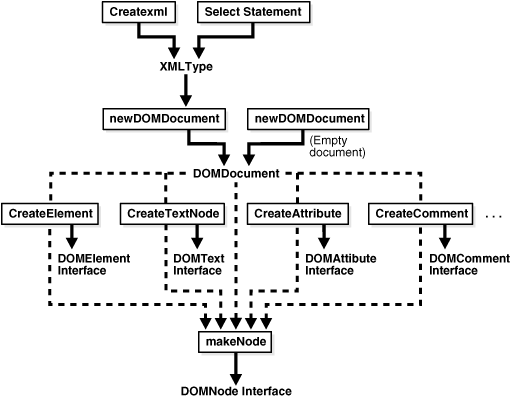 Createxml
Select Statement
XMLType
newDOMDocument
newDOMDocument
(Empty
document)
DOMDocument
CreateElement
CreateTextNode
CreateAttribute
CreateComment
. . .
DOMElement
Interface
DOMText
Interface
DOMAttibute
Interface
DOMComment
Interface
makeNode
DOMNode Interface